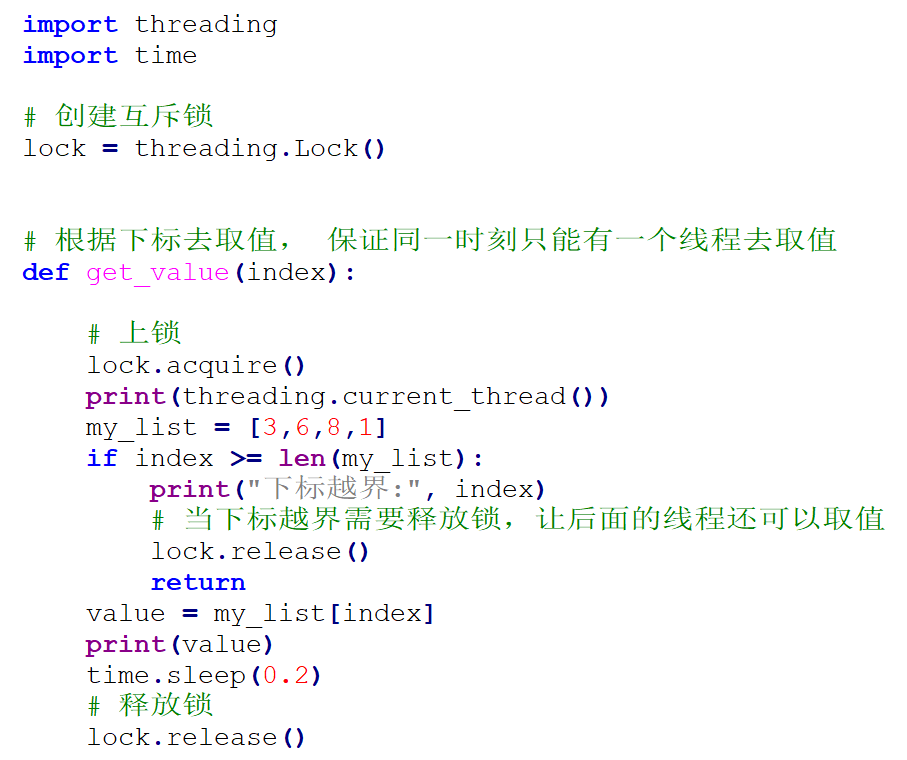 import threading
import time
# 创建互斥锁
lock = threading.Lock()
# 根据下标去取值， 保证同一时刻只能有一个线程去取值
def get_value(index):
    # 上锁
    lock.acquire()
    print(threading.current_thread())
    my_list = [3,6,8,1]
    if index >= len(my_list):
        print("下标越界:", index)
        # 当下标越界需要释放锁，让后面的线程还可以取值
        lock.release()
        return
    value = my_list[index]
    print(value)
    time.sleep(0.2)
    # 释放锁
    lock.release()